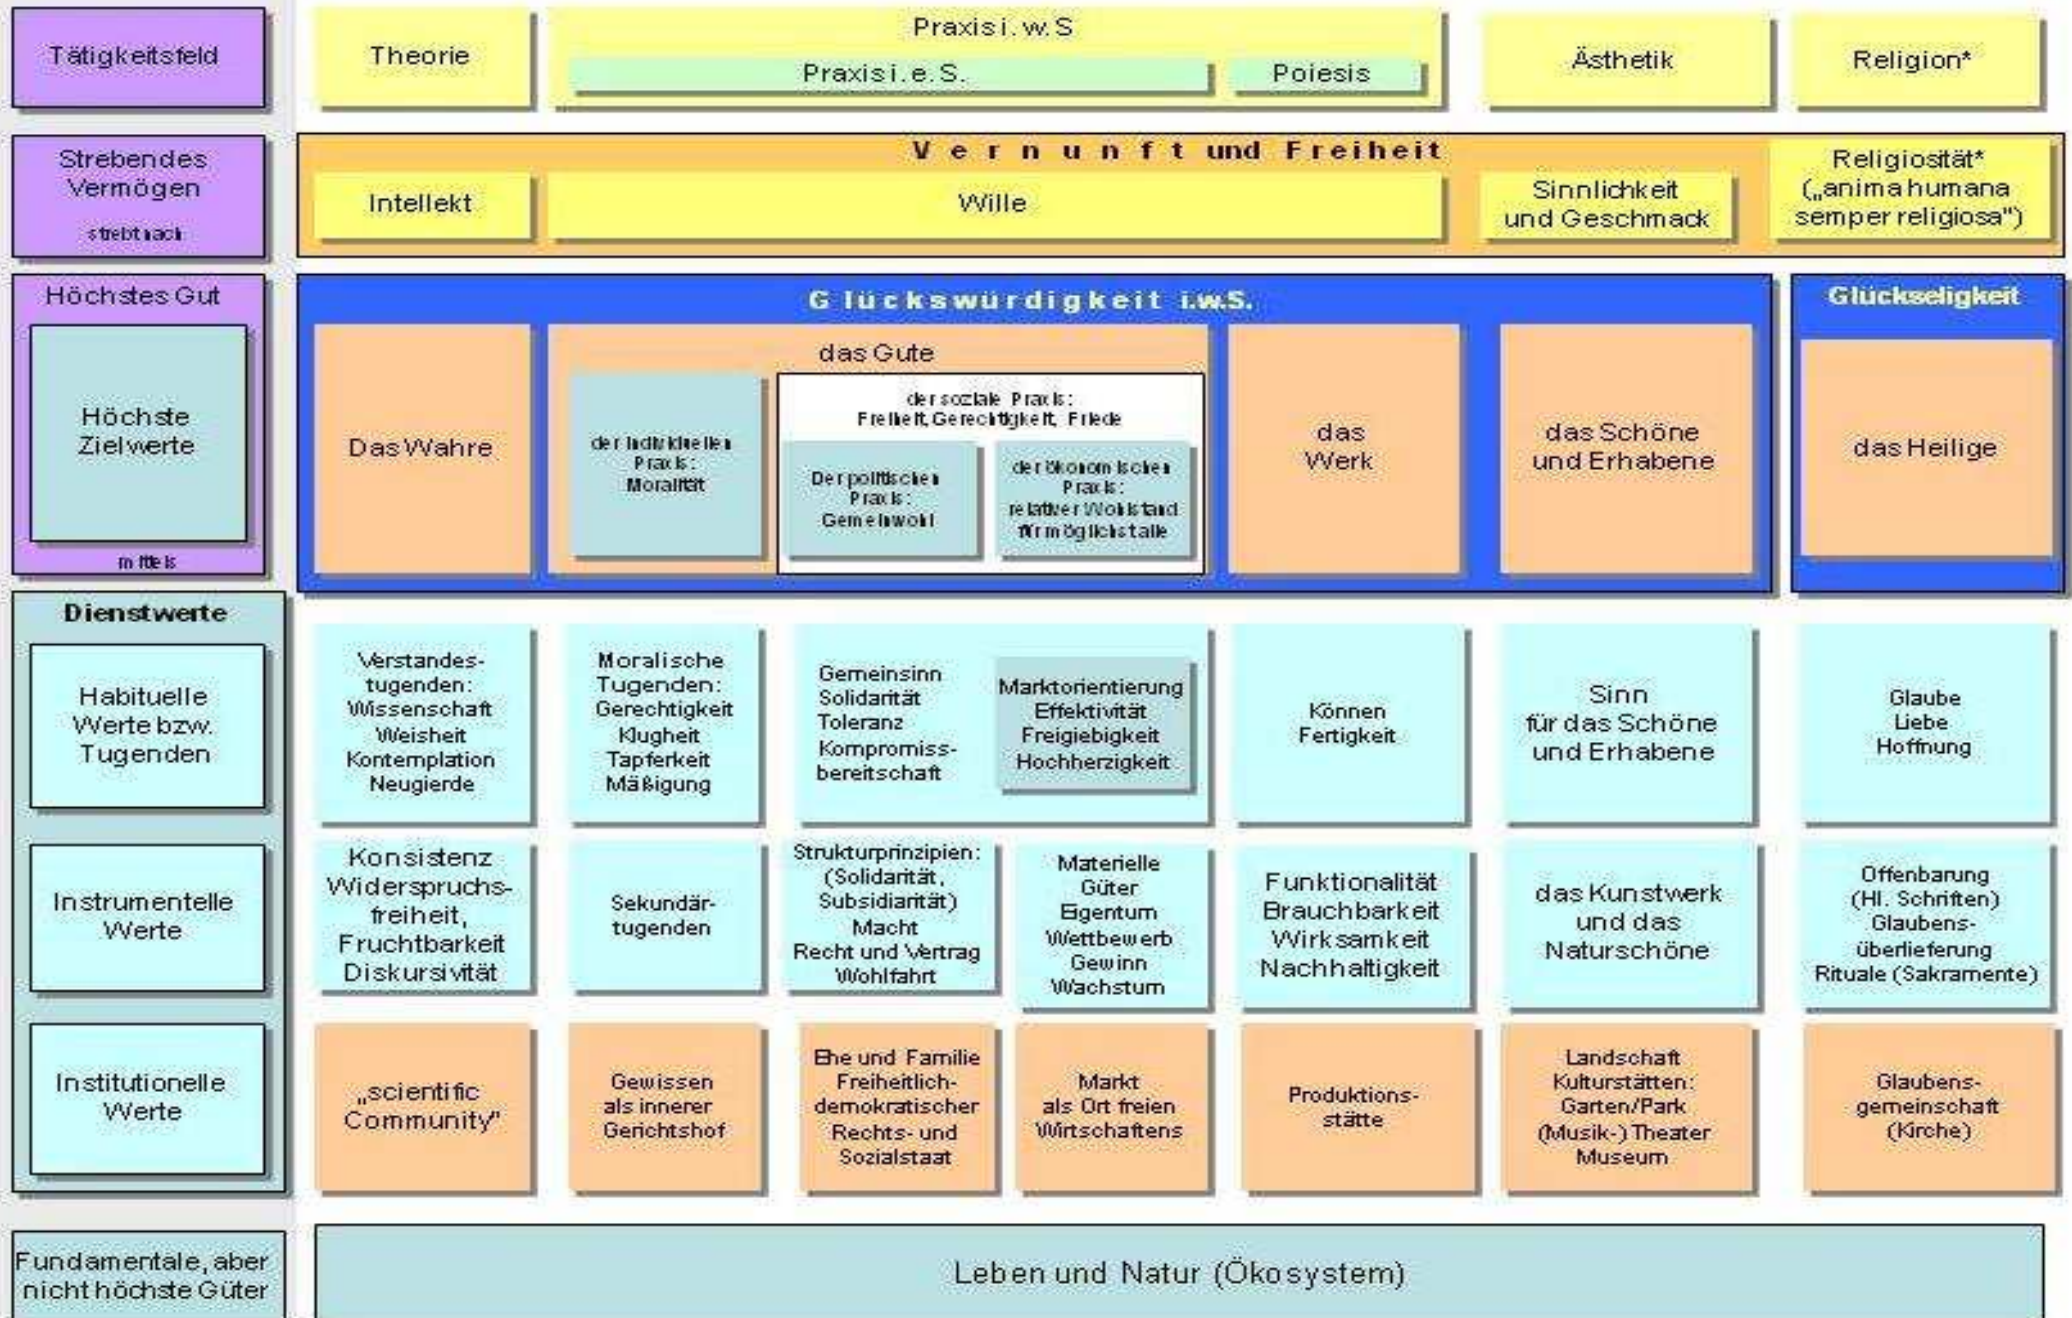 Tätigkeitsfeld
Theorie
Praxis i. w. S
Praxis i. e. S.
Poiesis
Ästhetik
Religion*
Strebendes
Vermögen
strebt nach
Vernunft und Freiheit
Intellekt
Wille
Sinnlichkeit
und Geschmack
Religiosität*
(„anima humana
semper religiosa")
Höchstes Gut
Höchste
Zielwerte
mittels
Glückswürdigkeit i.w.S.
Das Wahre
das Gute
der individuellen
Praxis:
Moralität
der soziale Praxis:
Freiheit, Gerechtigkeit, Friede
Der politischen
Praxis:
Gemeinwohl
der ökonomischen
Praxis:
relativer Wohlstand
für möglichst alle
das
Werk
das Schöne
und Erhabene
Glückseligkeit
das Heilige
Dienstwerte
Habituelle
Werte bzw.
Tugenden
Verstandes-
tugenden:
Wissenschaft
Weisheit
Kontemplation
Neugierde
Moralische
Tugenden:
Gerechtigkeit
Klugheit
Tapferkeit
Mäßigung
Gemeinsinn
Solidarität
Toleranz
Kompromiss-
bereitschaft
Marktorientierung
Effektivität
Freigiebigkeit
Hochherzigkeit
Können
Fertigkeit
Sinn
für das Schöne
und Erhabene
Glaube
Liebe
Hoffnung
Instrumentelle
Werte
Konsistenz
Widerspruchs-
freiheit,
Fruchtbarkeit
Diskursivität
Sekundär-
tugenden
Strukturprinzipien:
(Solidarität,
Subsidiarität)
Macht
Recht und Vertrag
Wohlfahrt
Materielle
Güter
Eigentum
Wettbewerb
Gewinn
Wachstum
Funktionalität
Brauchbarkeit
Wirksamkeit
Nachhaltigkeit
das Kunstwerk
und das
Naturschöne
Offenbarung
(Hl. Schriften)
Glaubens-
überlieferung
Rituale (Sakramente)
Institutionelle
Werte
„scientific
Community"
Gewissen
als innerer
Gerichtshof
Ehe und Familie
Freiheitlich-
demokratischer
Rechts- und
Sozialstaat
Markt
als Ort freien
Wirtschaftens
Produktions-
stätte
Landschaft
Kulturstätten:
Garten/Park
(Musik-) Theater
Museum
Glaubens-
gemeinschaft
(Kirche)
Fundamentale, aber
nicht höchste Güter
Leben und Natur (Ökosystem)